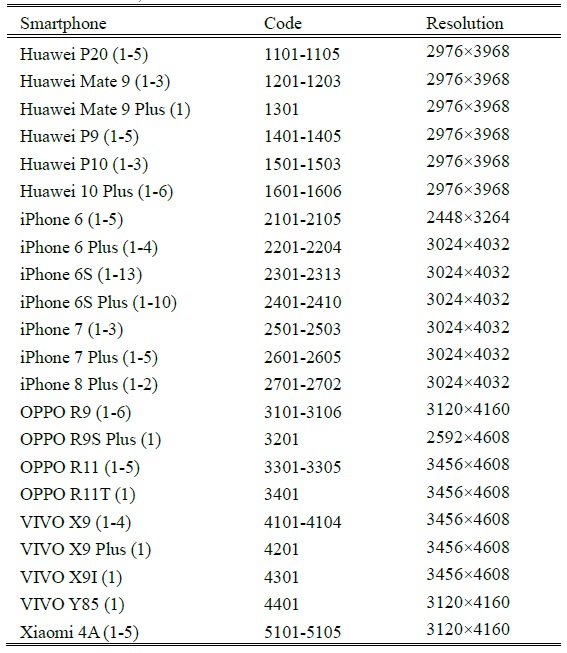 Smartphone Code Resolution
Huawei P20 (1-5) 1101-1105 2976×3968
Huawei Mate 9 (1-3) 1201-1203 2976×3968
Huawei Mate 9 Plus (1) 1301 2976×3968
Huawei P9 (1-5) 1401-1405 2976×3968
Huawei P10 (1-3) 1501-1503 2976×3968
Huawei 10 Plus (1-6) 1601-1606 2976×3968
iPhone 6 (1-5) 2101-2105 2448×3264
iPhone 6 Plus (1-4) 2201-2204 3024×4032
iPhone 6S (1-13) 2301-2313 3024×4032
iPhone 6S Plus (1-10) 2401-2410 3024×4032
iPhone 7 (1-3) 2501-2503 3024×4032
iPhone 7 Plus (1-5) 2601-2605 3024×4032
iPhone 8 Plus (1-2) 2701-2702 3024×4032
OPPO R9 (1-6) 3101-3106 3120×4160
OPPO R9S Plus (1) 3201 2592×4608
OPPO R11 (1-5) 3301-3305 3456×4608
OPPO R11T (1) 3401 3456×4608
VIVO X9 (1-4) 4101-4104 3456×4608
VIVO X9 Plus (1) 4201 3456×4608
VIVO X9I (1) 4301 3456×4608
VIVO Y85 (1) 4401 3120×4160
Xiaomi 4A (1-5) 5101-5105 3120×4160